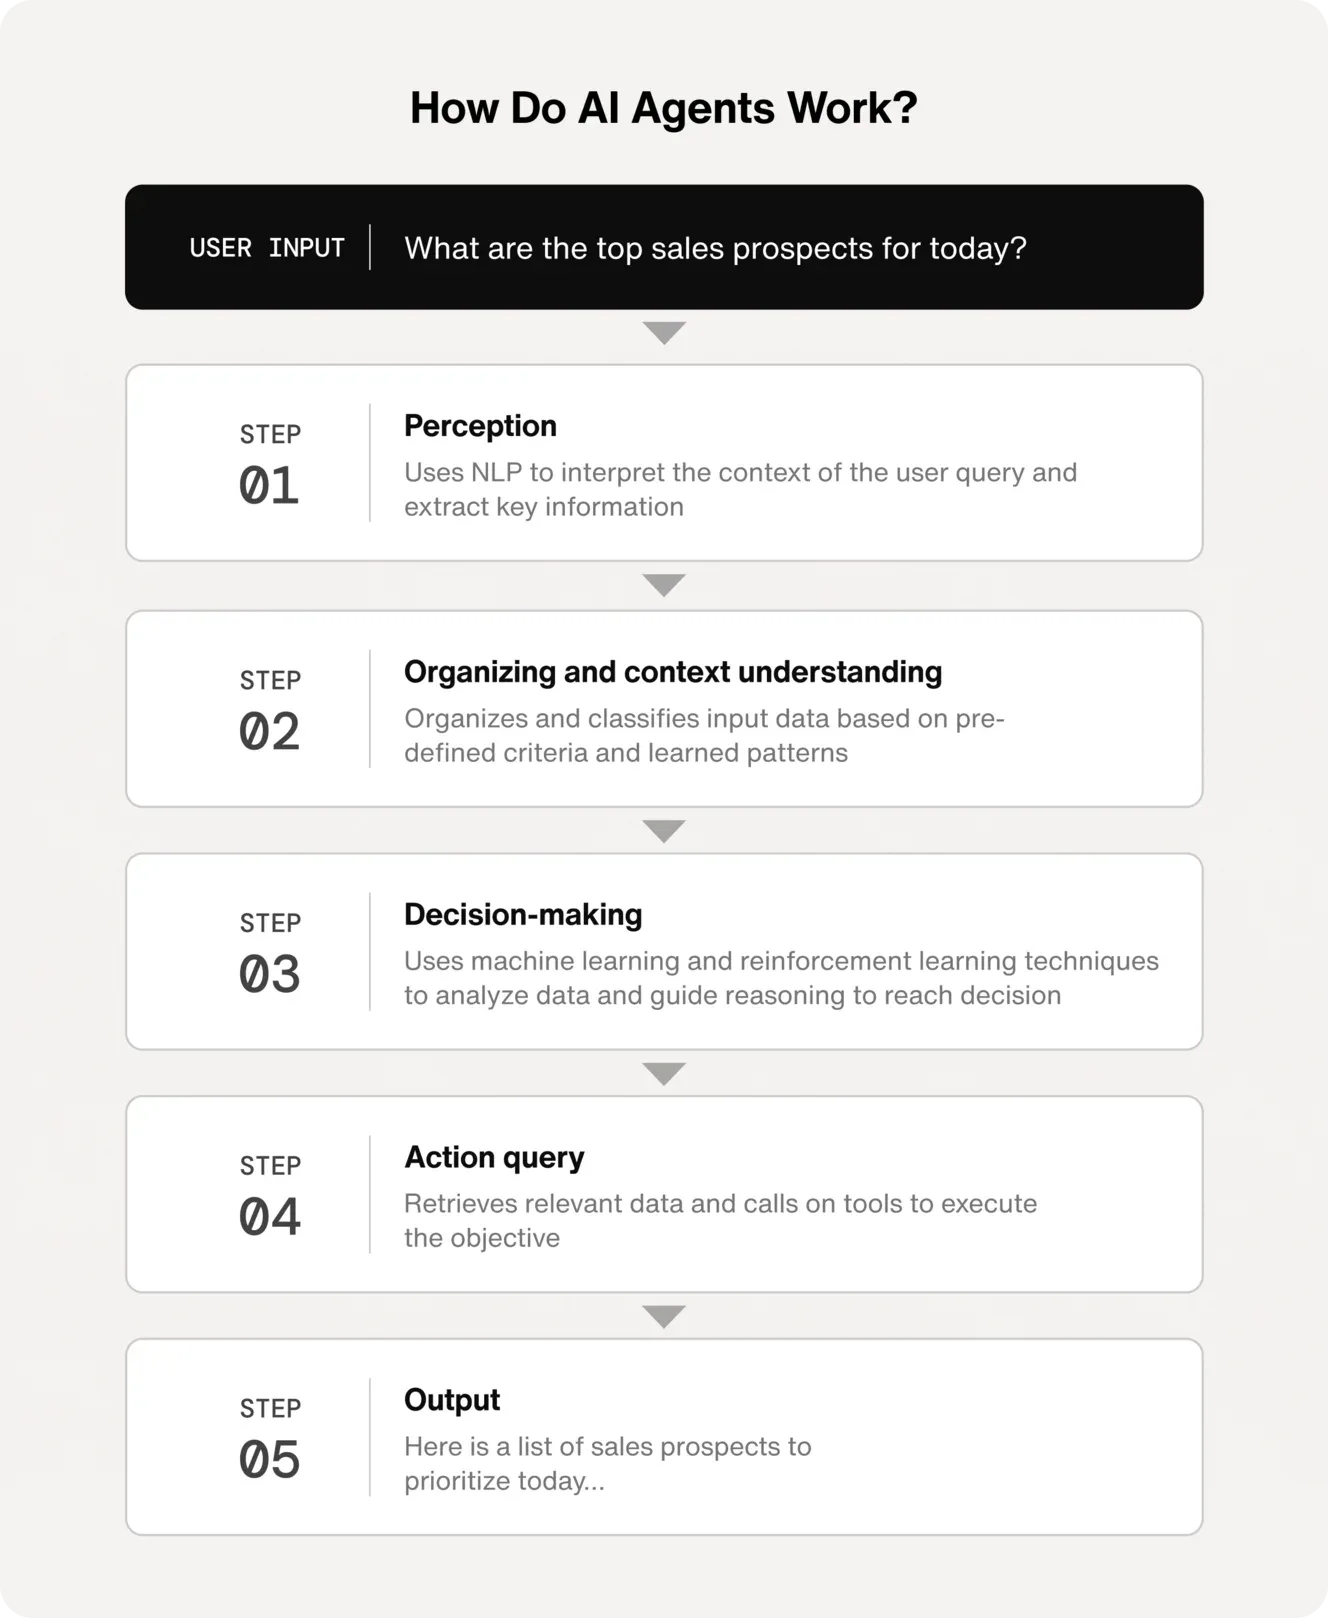 How Do AI Agents Work?
USER INPUT
What are the top sales prospects for today?
STEP
01
Perception
Uses NLP to interpret the context of the user query and
extract key information
STEP
02
Organizing and context understanding
Organizes and classifies input data based on pre-
defined criteria and learned patterns
STEP
03
Decision-making
Uses machine learning and reinforcement learning techniques
to analyze data and guide reasoning to reach decision
STEP
04
Action query
Retrieves relevant data and calls on tools to execute
the objective
STEP
05
Output
Here is a list of sales prospects to
prioritize today...